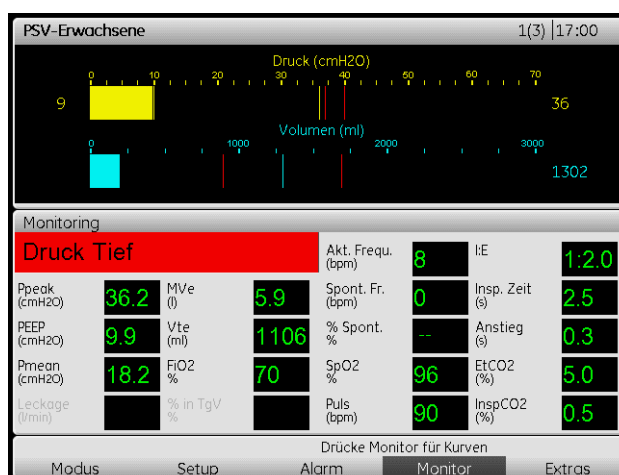 PSV-Erwachsene 1(3) 17:00
Druck (cmH2O)
0 10 20 30 40 50 60 70
9 36
Volumen (ml)
0 1000 2000 3000
1302
Monitoring
Druck Tief
Akt. Frequ. (bpm) 8 I:E 1:2.0
Ppeak (cmH2O) 36.2 MVe (l) 5.9 Spont. Fr. (bpm) 0 Insp. Zeit (s) 2.5
PEEP (cmH2O) 9.9 Vte (ml) 1106 % Spont. % -- Anstieg (s) 0.3
Pmean (cmH2O) 18.2 FiO2 % 70 SpO2 % 96 EtCO2 (%) 5.0
Leckage (l/min) % in TgV % Puls (bpm) 90 InspCO2 (%) 0.5
Drücke Monitor für Kurven
Modus Setup Alarm Monitor Extras